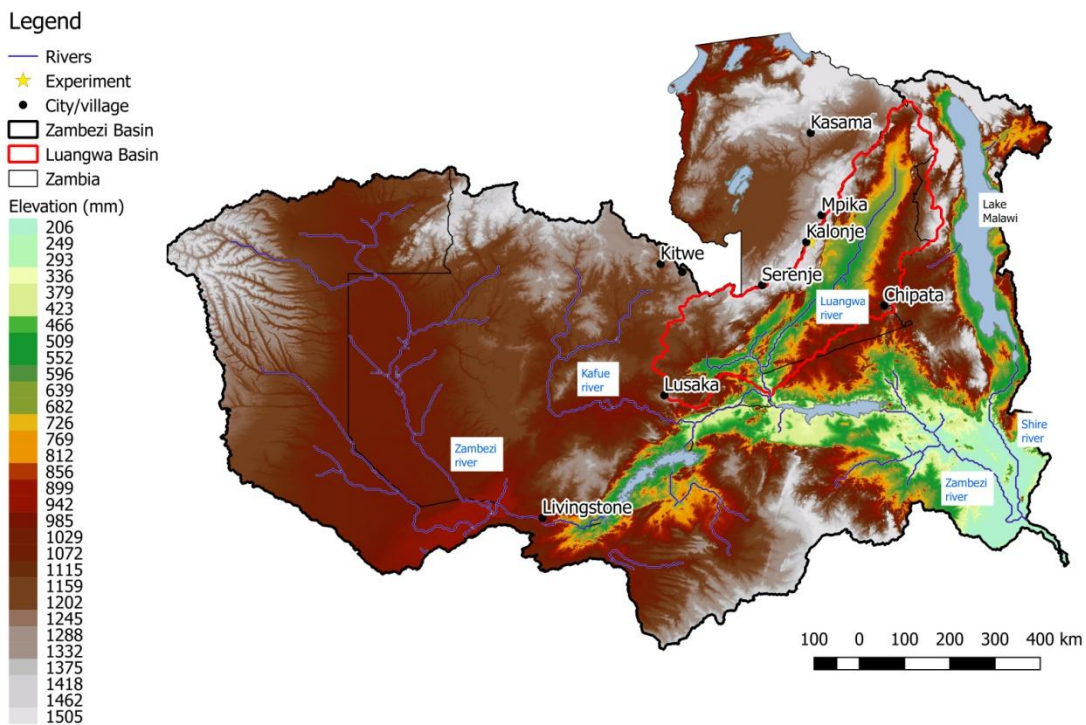 Legend
Rivers
Experiment
City/village
Zambezi Basin
Luangwa Basin
Zambia
Elevation (mm)
206
249
293
336
379
423
466
509
552
596
639
682
726
769
812
856
899
942
985
1029
1072
1115
1159
1202
1245
1288
1332
1375
1418
1462
1505
Kasama
Mpika
Kalonje
Lake
Malawi
Kitwe
Serenje
Luangwa
river
Chipata
Kafue
river
Lusaka
Shire
river
Zambezi
river
Zambezi
river
Livingstone
100 0 100 200 300 400 km